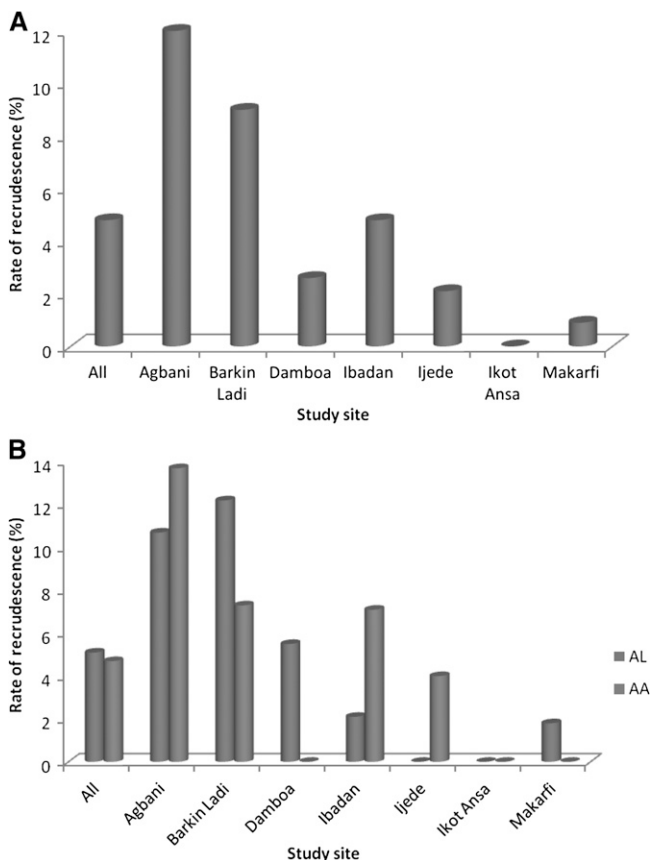 A
Rate of recrudescence (%)
12
10
8
6
4
2
0
All Agbani Barkin Ladi Damboa Ibadan Ijede Ikot Ansa Makarfi
Study site
B
Rate of recrudescence (%)
14
12
10
8
6
4
2
0
All Agbani Barkin Ladi Damboa Ibadan Ijede Ikot Ansa Makarfi
Study site
AL
AA